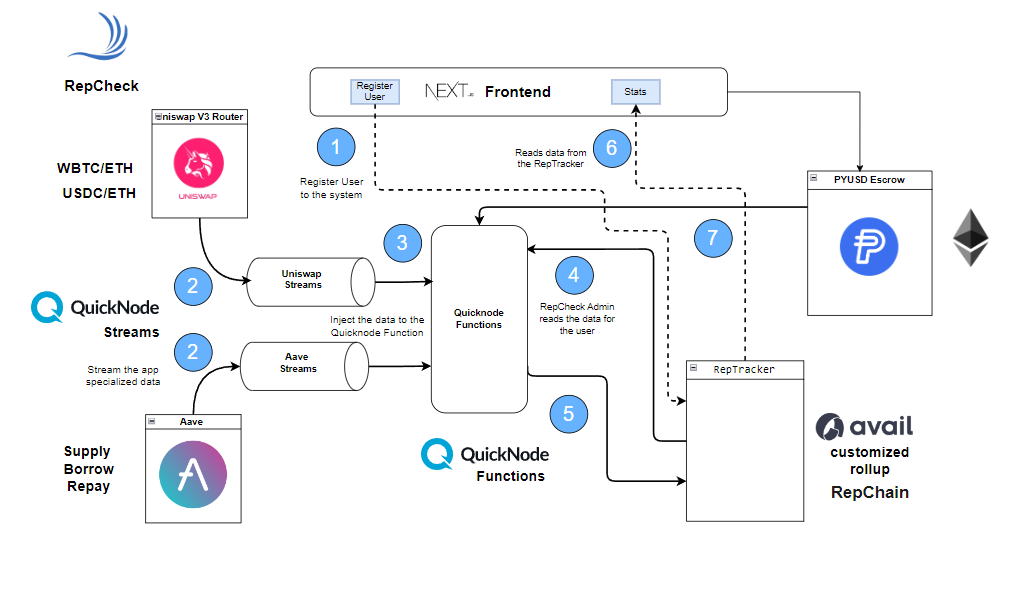 RepCheck
Register
User
NEXT.JS
Frontend
Stats
Uniswap V3 Router
UNISWAP
WBTC/ETH
USDC/ETH
1
Register User
to the system
Reads data from
the RepTracker
6
PYUSD Escrow
7
3
2
Uniswap
Streams
QuickNode
Streams
Inject the data to the
Quicknode Function
Quicknode
Functions
4
RepCheck Admin
reads the data for
the user
2
Stream the app
specialized data
Aave
Streams
5
RepTracker
Aave
Supply
Borrow
Repay
QuickNode
Functions
avail
customized
rollup
RepChain